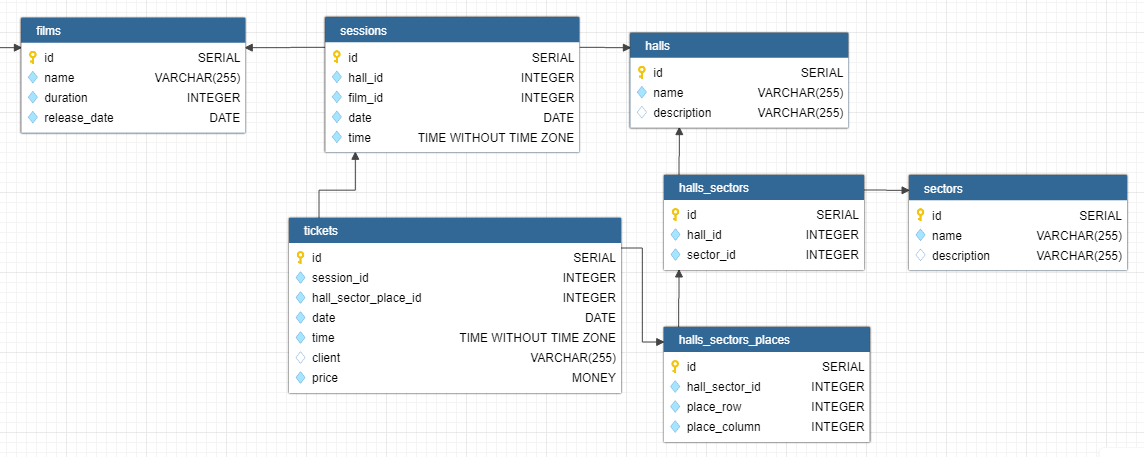 films
id SERIAL
name VARCHAR(255)
duration INTEGER
release_date DATE
sessions
id SERIAL
hall_id INTEGER
film_id INTEGER
date DATE
time TIME WITHOUT TIME ZONE
halls
id SERIAL
name VARCHAR(255)
description VARCHAR(255)
halls_sectors
id SERIAL
hall_id INTEGER
sector_id INTEGER
sectors
id SERIAL
name VARCHAR(255)
description VARCHAR(255)
tickets
id SERIAL
session_id INTEGER
hall_sector_place_id INTEGER
date DATE
time TIME WITHOUT TIME ZONE
client VARCHAR(255)
price MONEY
halls_sectors_places
id SERIAL
hall_sector_id INTEGER
place_row INTEGER
place_column INTEGER